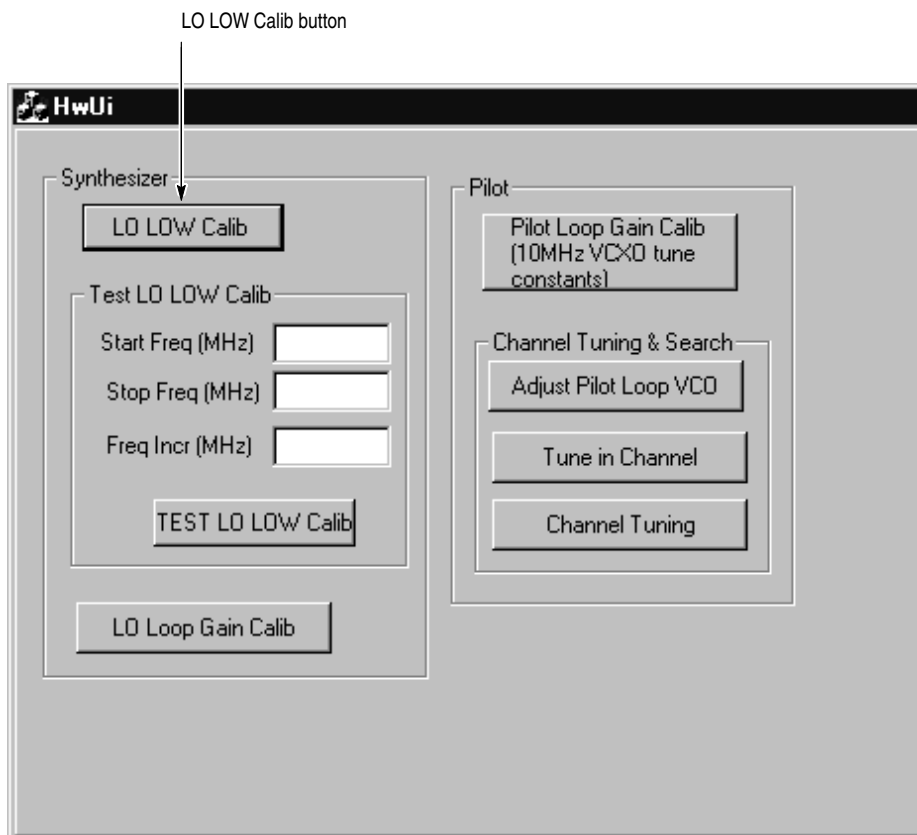 LO LOW Calib button
HwUi
Synthesizer
LO LOW Calib
Test LO LOW Calib
Start Freq (MHz)
Stop Freq (MHz)
Freq Incr (MHz)
TEST LO LOW Calib
LO Loop Gain Calib
Pilot
Pilot Loop Gain Calib
(10MHz VCXO tune
constants)
Channel Tuning & Search
Adjust Pilot Loop VCO
Tune in Channel
Channel Tuning